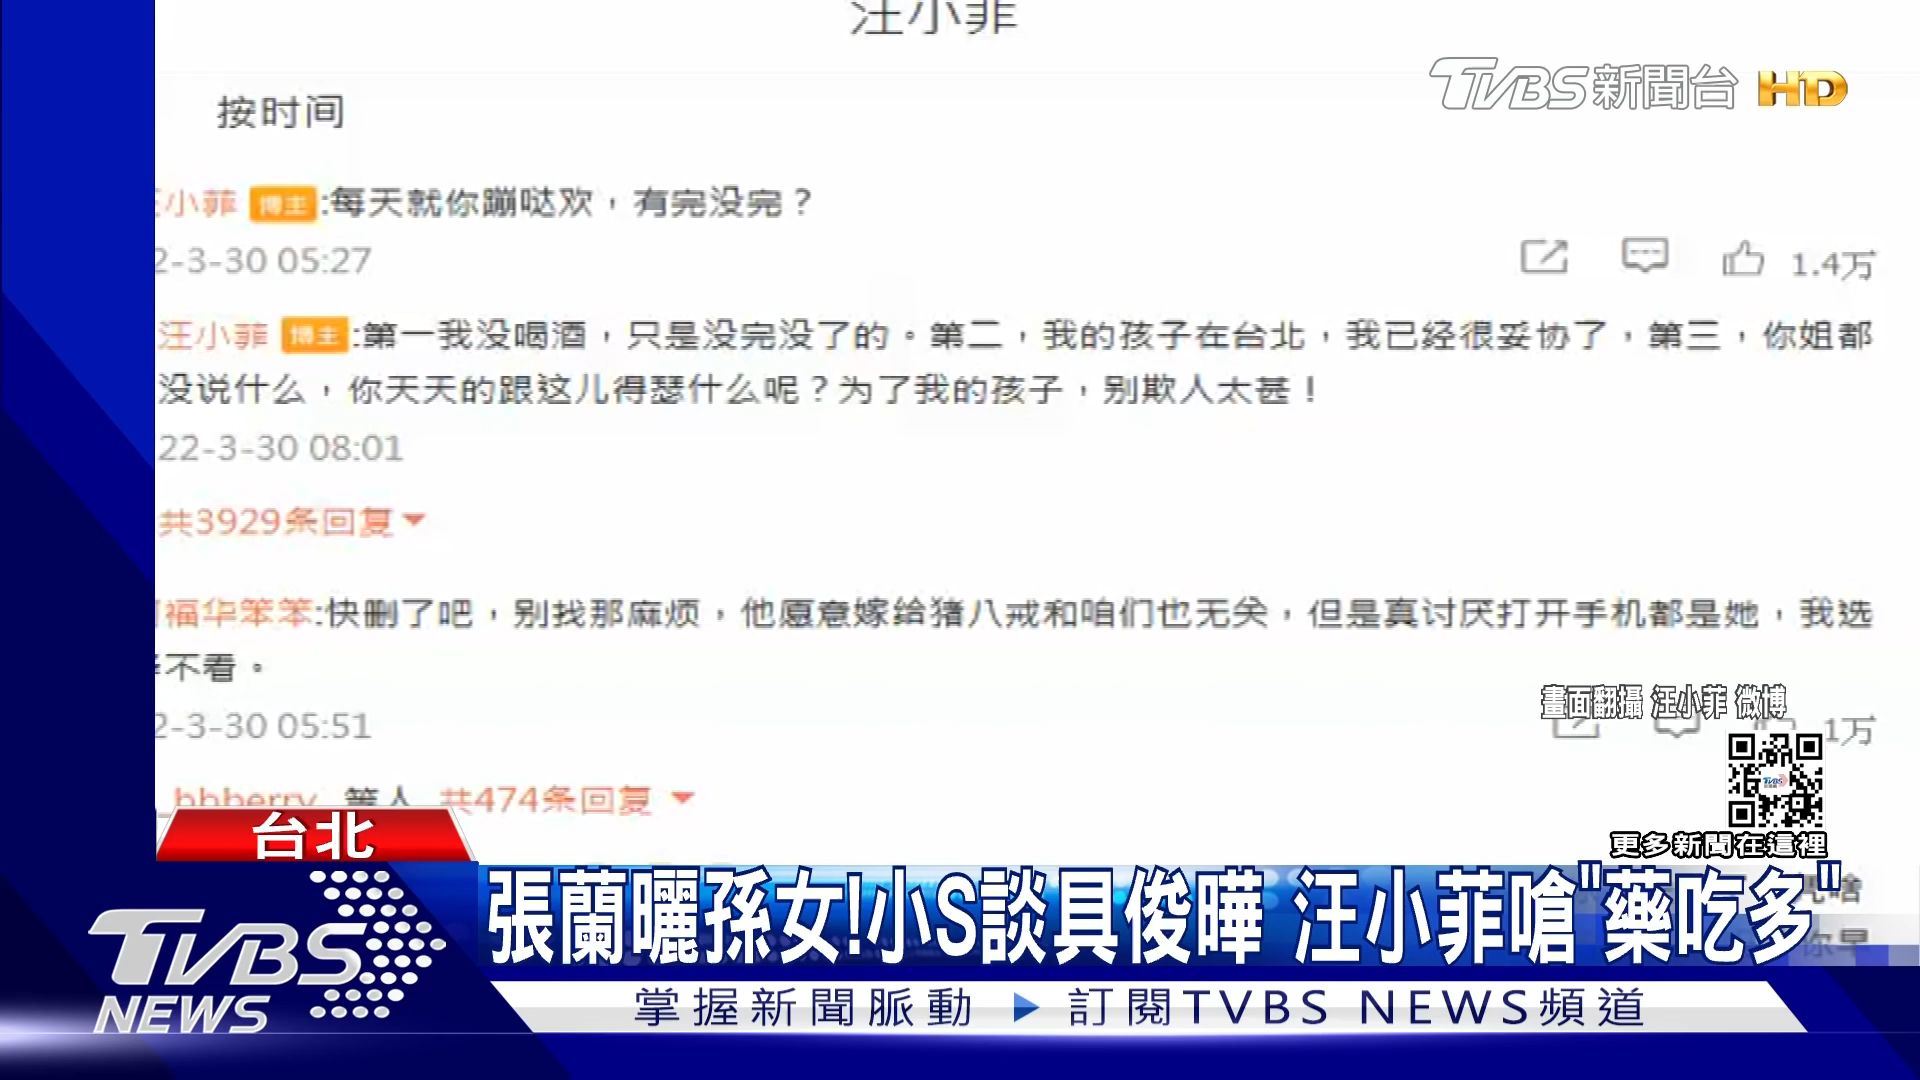 汪小菲
TVBS新聞台 HD
按时间
汪小菲 博主:每天就你蹦哒欢，有完没完？
2-3-30 05:27
1.4万
汪小菲 博主:第一我没喝酒，只是没完没了的。第二，我的孩子在台北，我已经很妥协了，第三，你姐都
没说什么，你天天的跟这儿得瑟什么呢？为了我的孩子，别欺人太甚！
22-3-30 08:01
共3929条回复
福华笨笨:快删了吧，别找那麻烦，他愿意嫁给猪八戒和咱们也无关，但是真讨厌打开手机都是她，我选
不看。
畫面翻攝 汪小菲 微博
2-3-30 05:51
1万
_bbberry 等人 共474条回复
TVBS
更多新聞在這裡
台北
張蘭曬孫女!小S談具俊曄 汪小菲嗆"藥吃多"
TVBS
NEWS
掌握新聞脈動 訂閱TVBS NEWS頻道